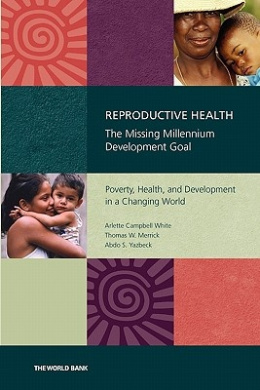 REPRODUCTIVE HEALTH
The Missing Millennium
Development Goal
Poverty, Health, and Development
in a Changing World
Arlette Campbell White
Thomas W. Merrick
Abdo S. Yazbeck
THE WORLD BANK